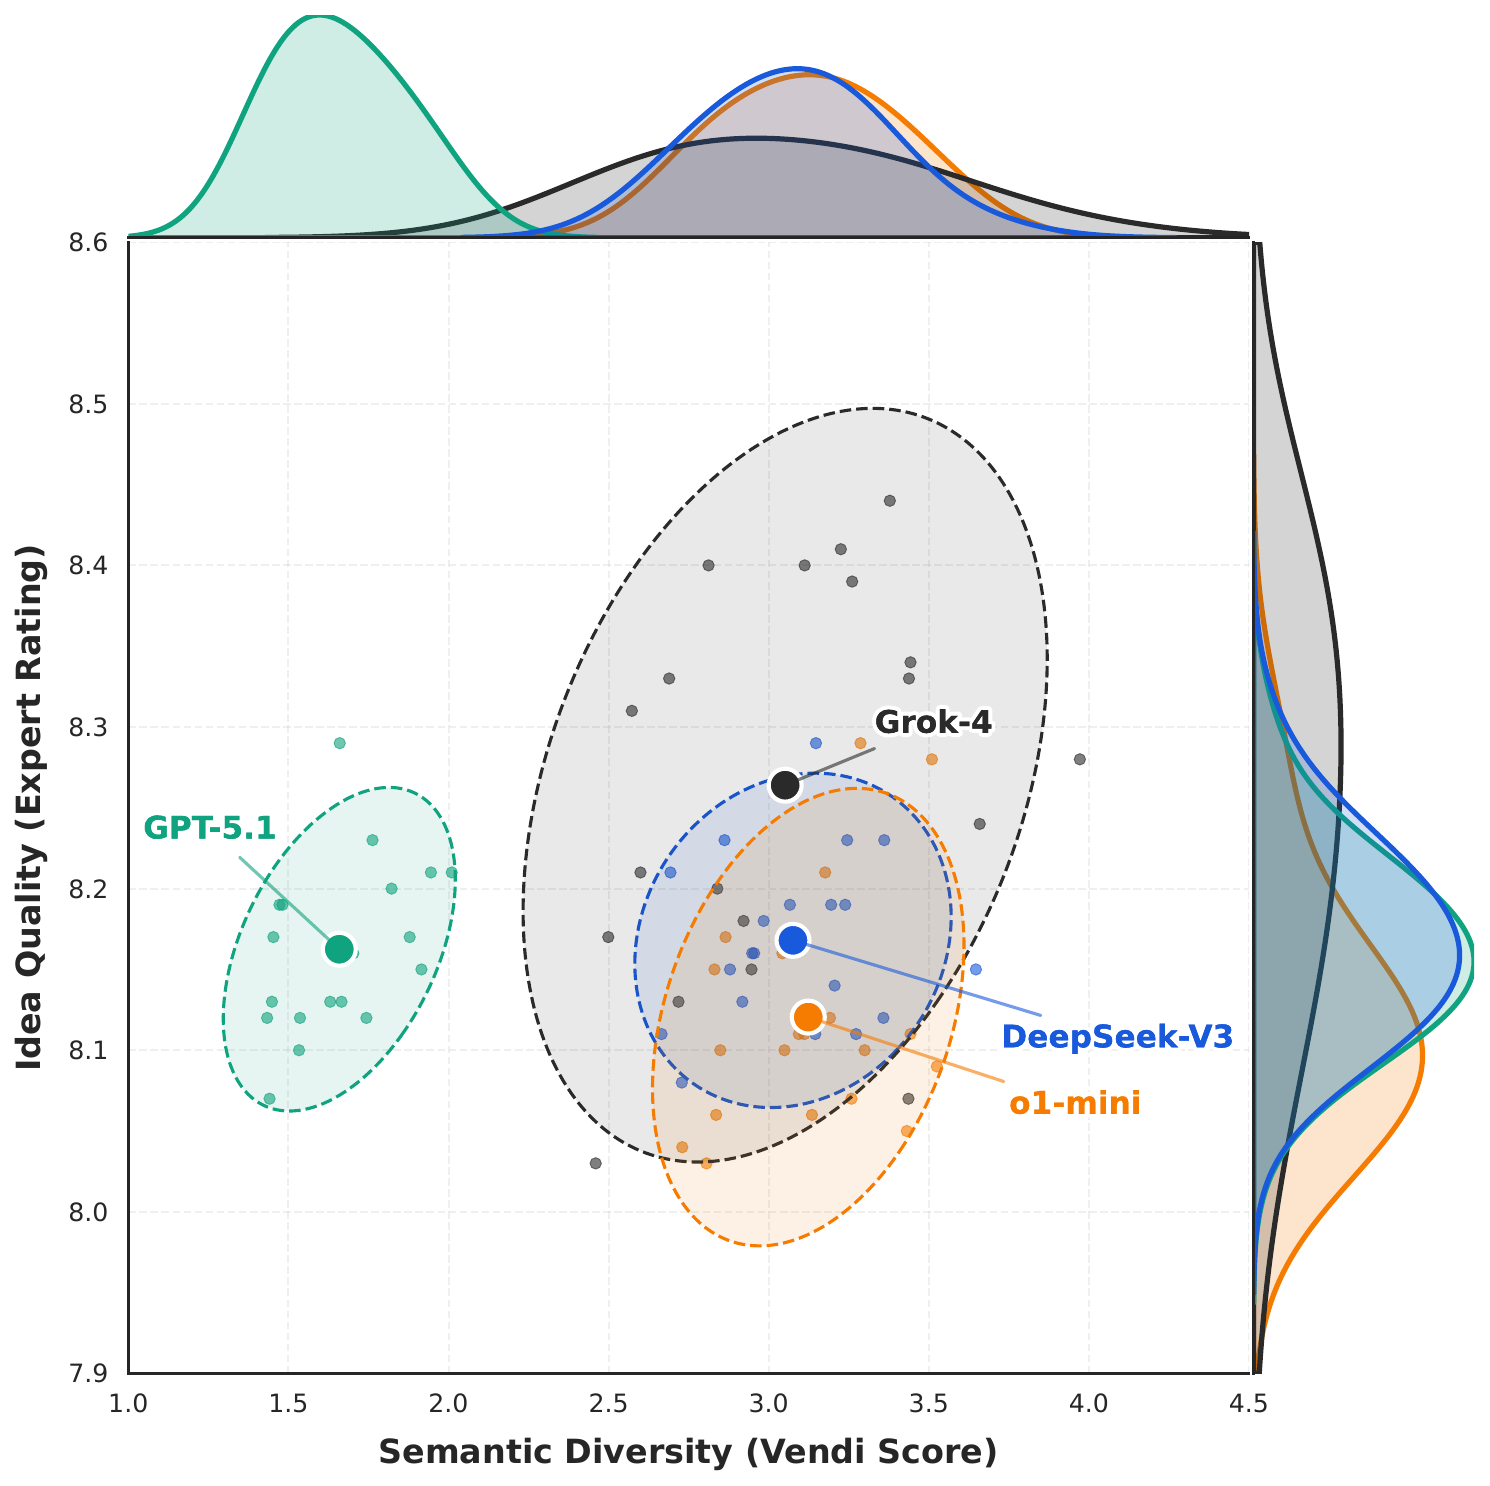 8.6
8.5
8.4
8.3
8.2
8.1
8.0
7.9
Idea Quality (Expert Rating)
Grok-4
GPT-5.1
DeepSeek-V3
o1-mini
1.0 1.5 2.0 2.5 3.0 3.5 4.0 4.5
Semantic Diversity (Vendi Score)